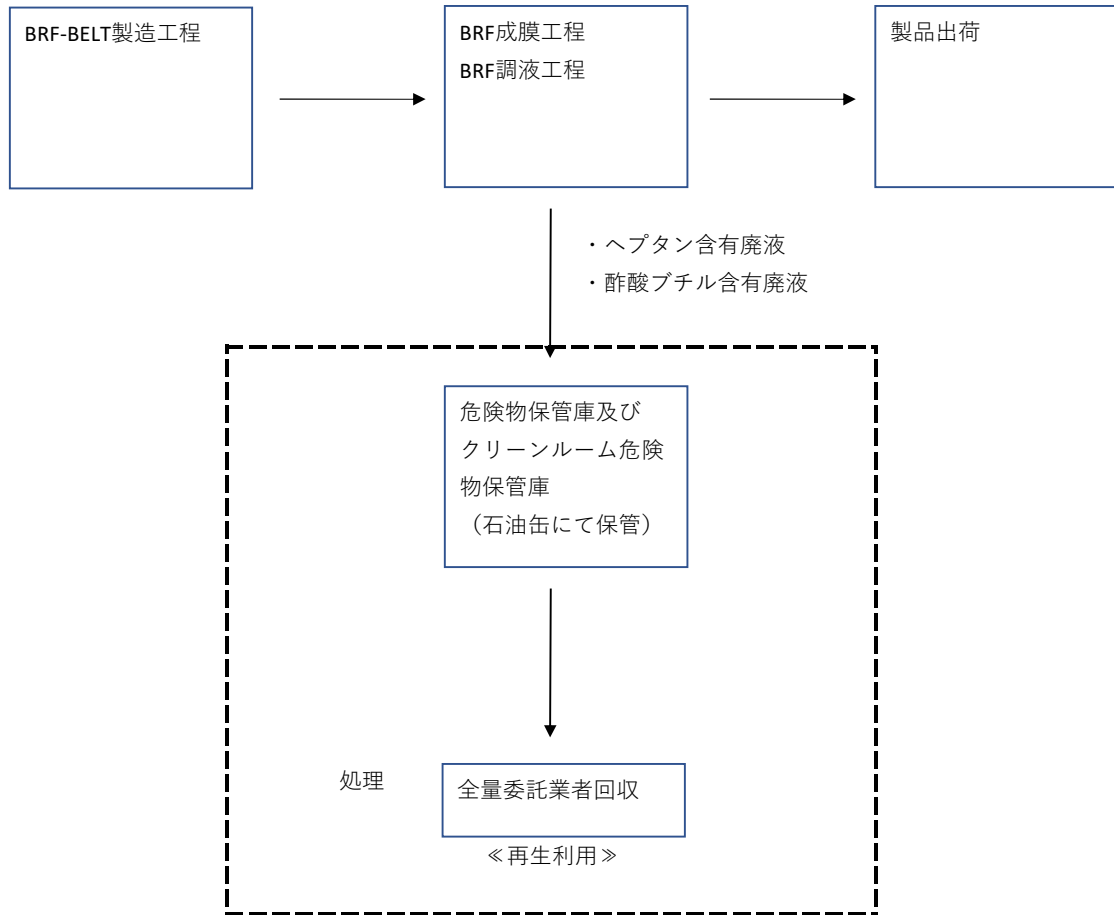 BRF-BELT製造工程
BRF成膜工程
BRF調液工程
製品出荷
・ヘプタン含有廃液
・酢酸ブチル含有廃液
危険物保管庫及び
クリーンルーム危険
物保管庫
（石油缶にて保管）
処理
全量委託業者回収
≪再生利用≫